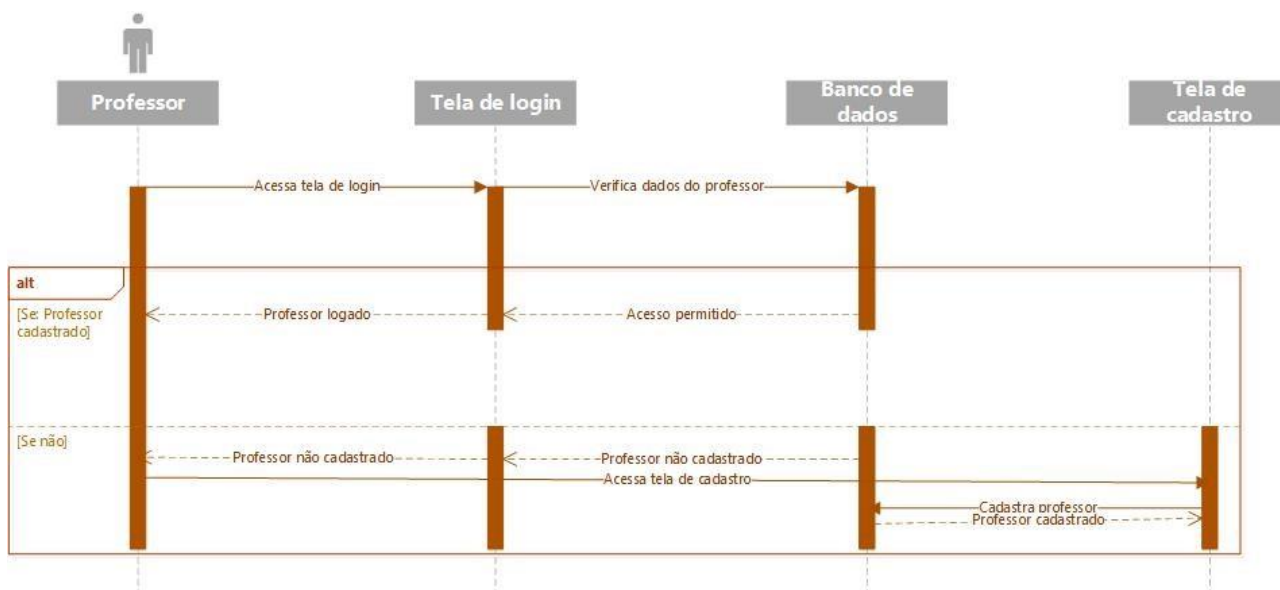 Professor
Tela de login
Banco de
dados
Tela de
cadastro
Acessa tela de login
Verifica dados do professor
alt
[Se: Professor
cadastrado]
Professor logado
Acesso permitido
[Se não]
Professor não cadastrado
Professor não cadastrado
Acessa tela de cadastro
Cadastra professor
Professor cadastrado